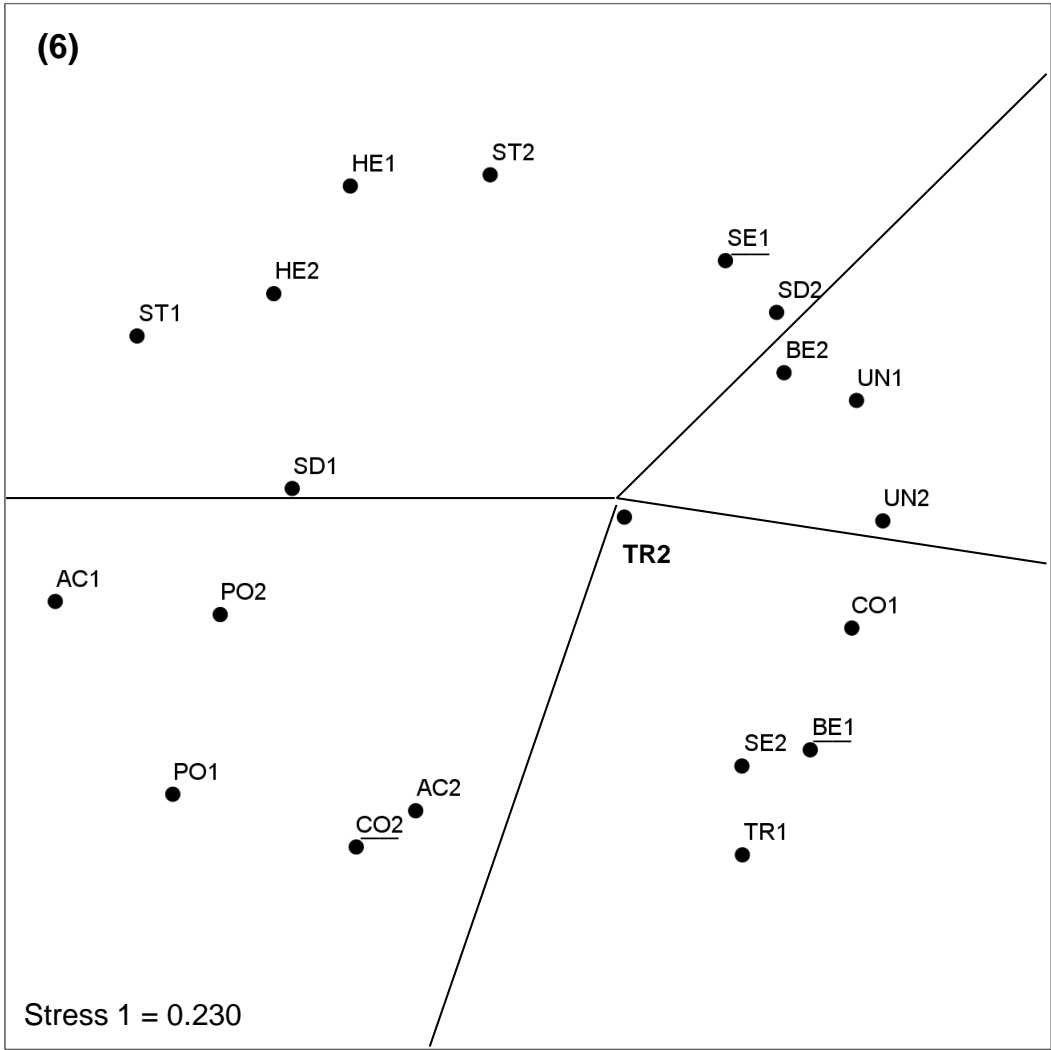 (6)
ST2
HE1
SE1
HE2
SD2
ST1
BE2
UN1
SD1
UN2
TR2
AC1
PO2
CO1
BE1
SE2
PO1
AC2
CO2
TR1
Stress 1 = 0.230